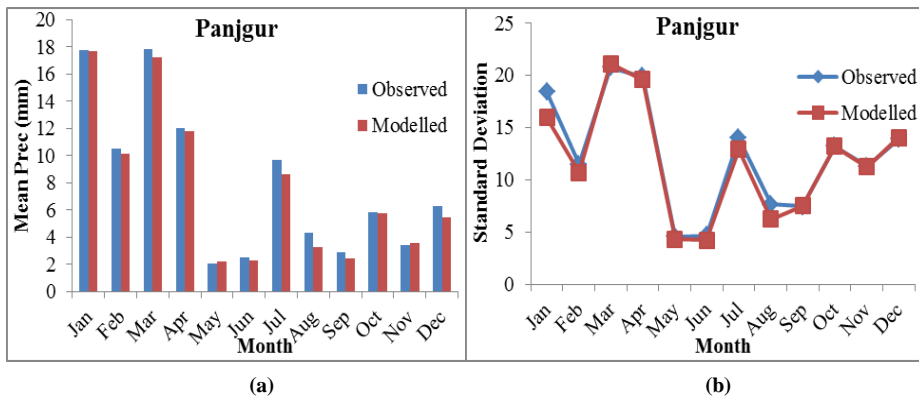 Panjgur
Mean Prec (mm)
20
18
16
14
12
10
8
6
4
2
0
Observed
Modelled
Jan Feb Mar Apr May Jun Jul Aug Sep Oct Nov Dec
Month
(a)
Panjgur
Standard Deviation
25
20
15
10
5
0
Observed
Modelled
Jan Feb Mar Apr May Jun Jul Aug Sep Oct Nov Dec
Month
(b)